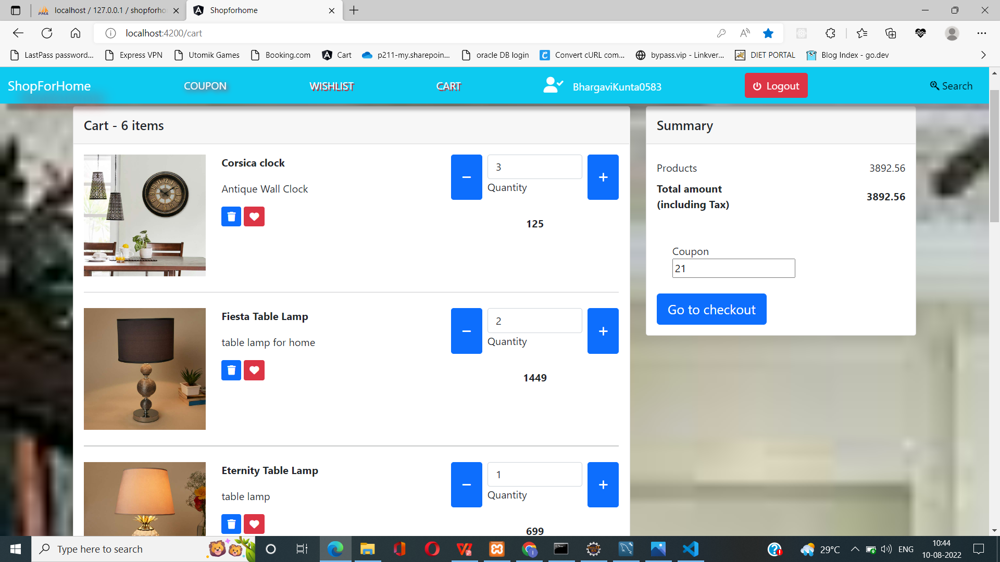 localhost / 127.0.0.1 / shopforho
Shopforhome
localhost:4200/cart
LastPass password...
Express VPN
Utomik Games
Booking.com
Cart
p211-my.sharepoin...
oracle DB login
Convert cURL com...
bypass.vip - Linkver...
DIET PORTAL
Blog Index - go.dev
ShopForHome
COUPON
WISHLIST
CART
BhargaviKunta0583
Logout
Search
Cart - 6 items
Corsica clock
Antique Wall Clock
3
Quantity
125
Fiesta Table Lamp
table lamp for home
2
Quantity
1449
Eternity Table Lamp
table lamp
1
Quantity
699
Summary
Products 3892.56
Total amount
(including Tax)
3892.56
Coupon
21
Go to checkout
Type here to search
29°C
ENG
10:44
10-08-2022